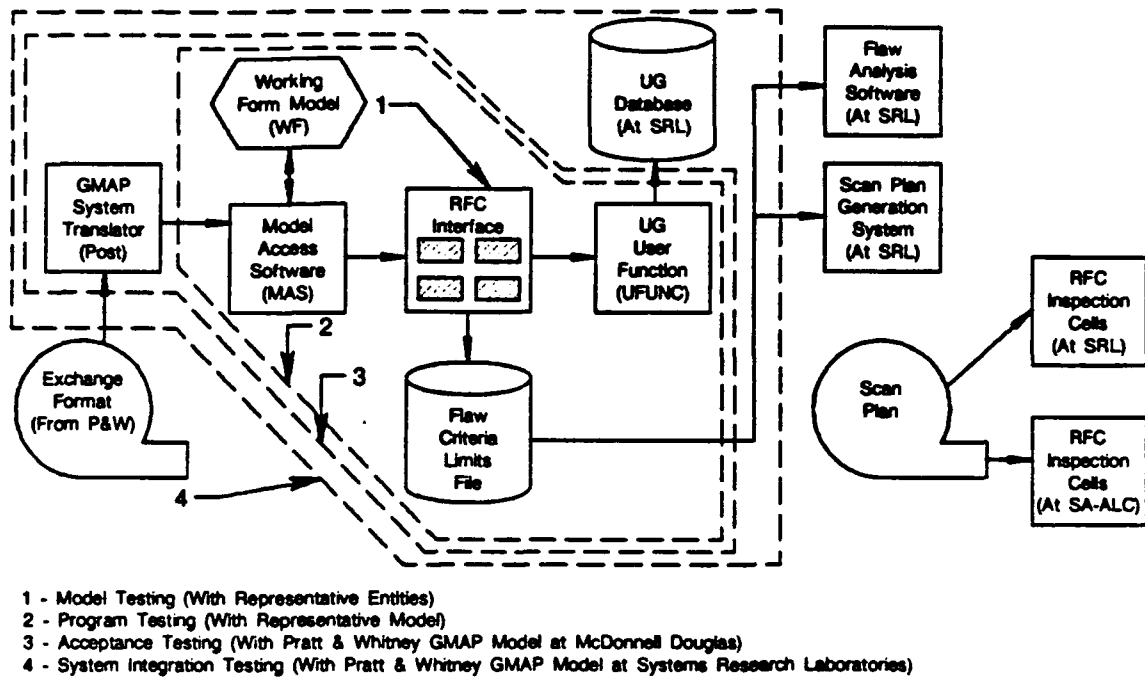 Working
Form Model
(WF)
1
UG
Database
(At SRL)
Flaw
Analysis
Software
(At SRL)
GMAP
System
Translator
(Post)
Model
Access
Software
(MAS)
RFC
Interface
UG
User
Function
(UFUNC)
Scan Plan
Generation
System
(At SRL)
RFC
Inspection
Cells
(At SRL)
2
3
Exchange
Format
(From P&W)
Flaw
Criteria
Limits
File
Scan
Plan
RFC
Inspection
Cells
(At SA-ALC)
4
1 - Model Testing (With Representative Entities)
2 - Program Testing (With Representative Model)
3 - Acceptance Testing (With Pratt & Whitney GMAP Model at McDonnell Douglas)
4 - System Integration Testing (With Pratt & Whitney GMAP Model at Systems Research Laboratories)